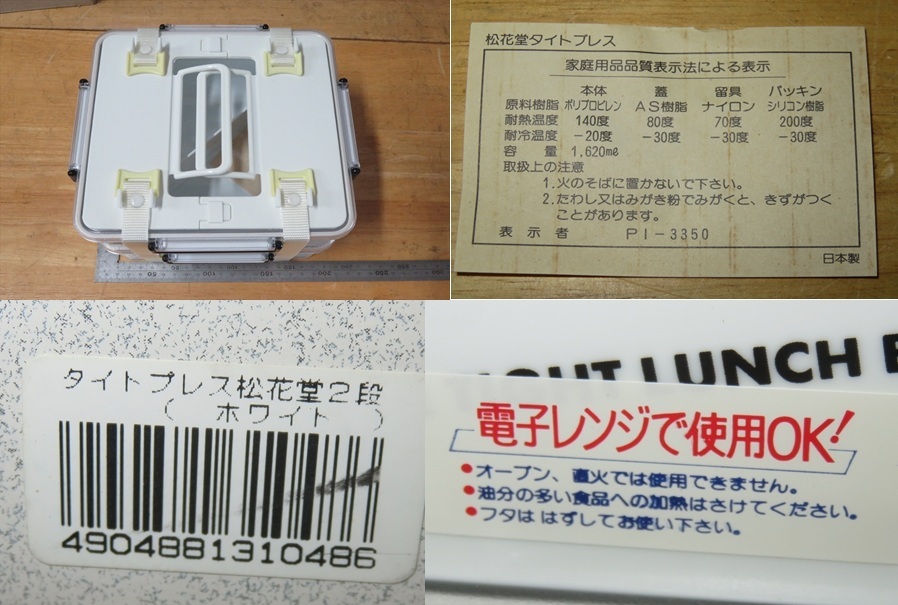 松花堂タイトプレス
家庭用品品質表示法による表示
本体 蓋 留具 パッキン
原料樹脂 ポリプロピレン AS樹脂 ナイロン シリコン樹脂
耐熱温度 140度 80度 70度 200度
耐冷温度 -20度 -30度 -30度 -30度
容量 1,620mℓ
取扱上の注意
1.火のそばに置かないで下さい。
2.たわし又はみがき粉でみがくと、きずがつく
ことがあります。
表示者 PI-3350
日本製
タイトプレス松花堂2段
( ホワイト )
4904881310486
LUNCH
電子レンジで使用OK!
●オーブン、直火では使用できません。
●油分の多い食品への加熱はさけてください。
●フタは はずしてお使い下さい。